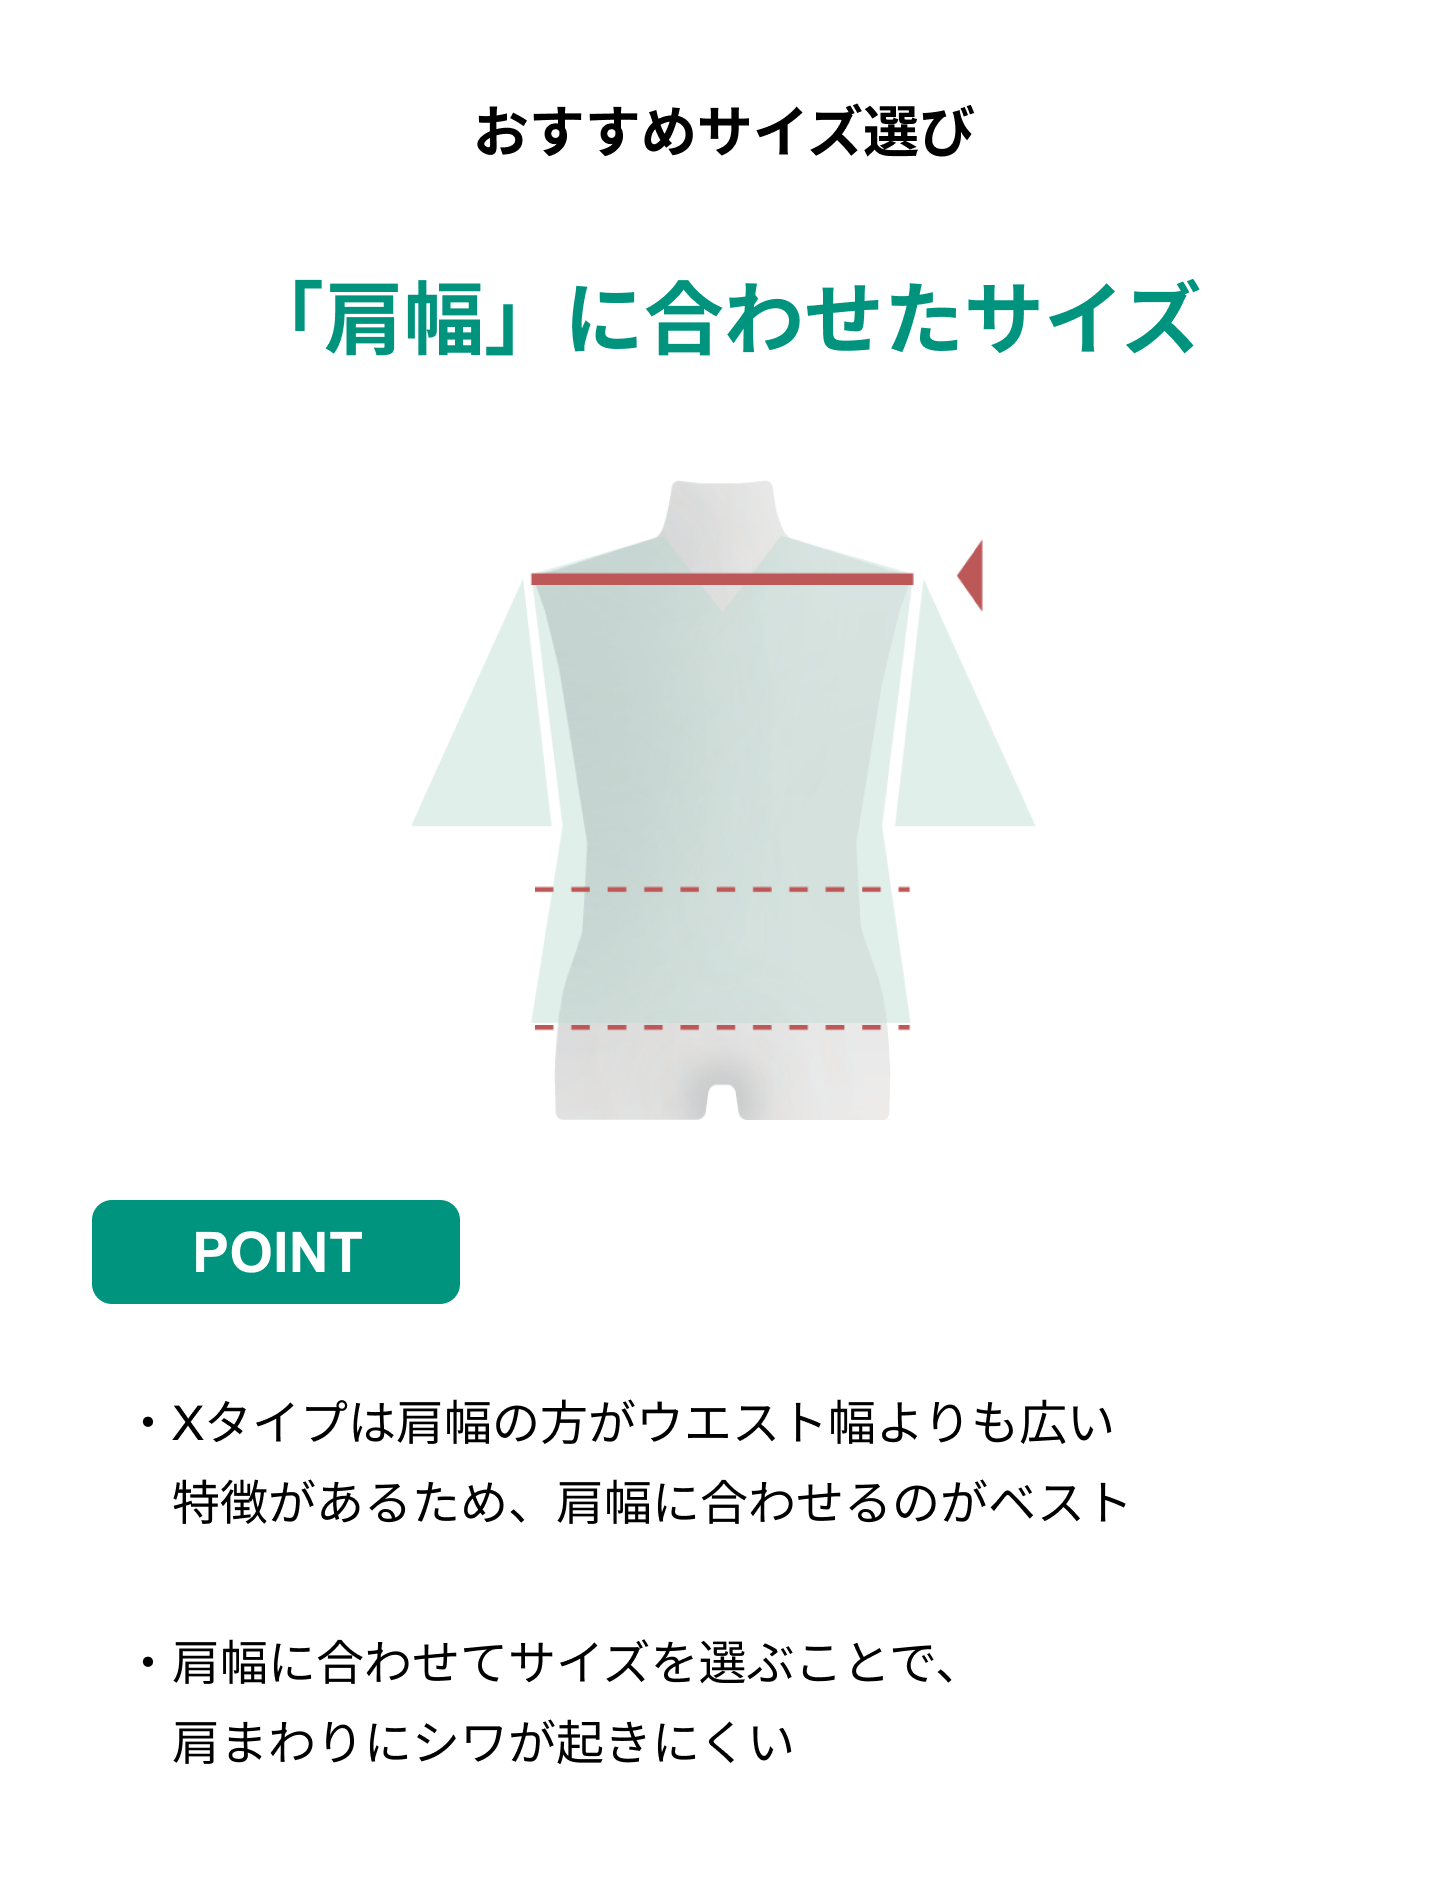 おすすめサイズ選び
「肩幅」に合わせたサイズ
POINT
・Xタイプは肩幅の方がウエスト幅よりも広い
特徴があるため、肩幅に合わせるのがベスト
・肩幅に合わせてサイズを選ぶことで、
肩まわりにシワが起きにくい